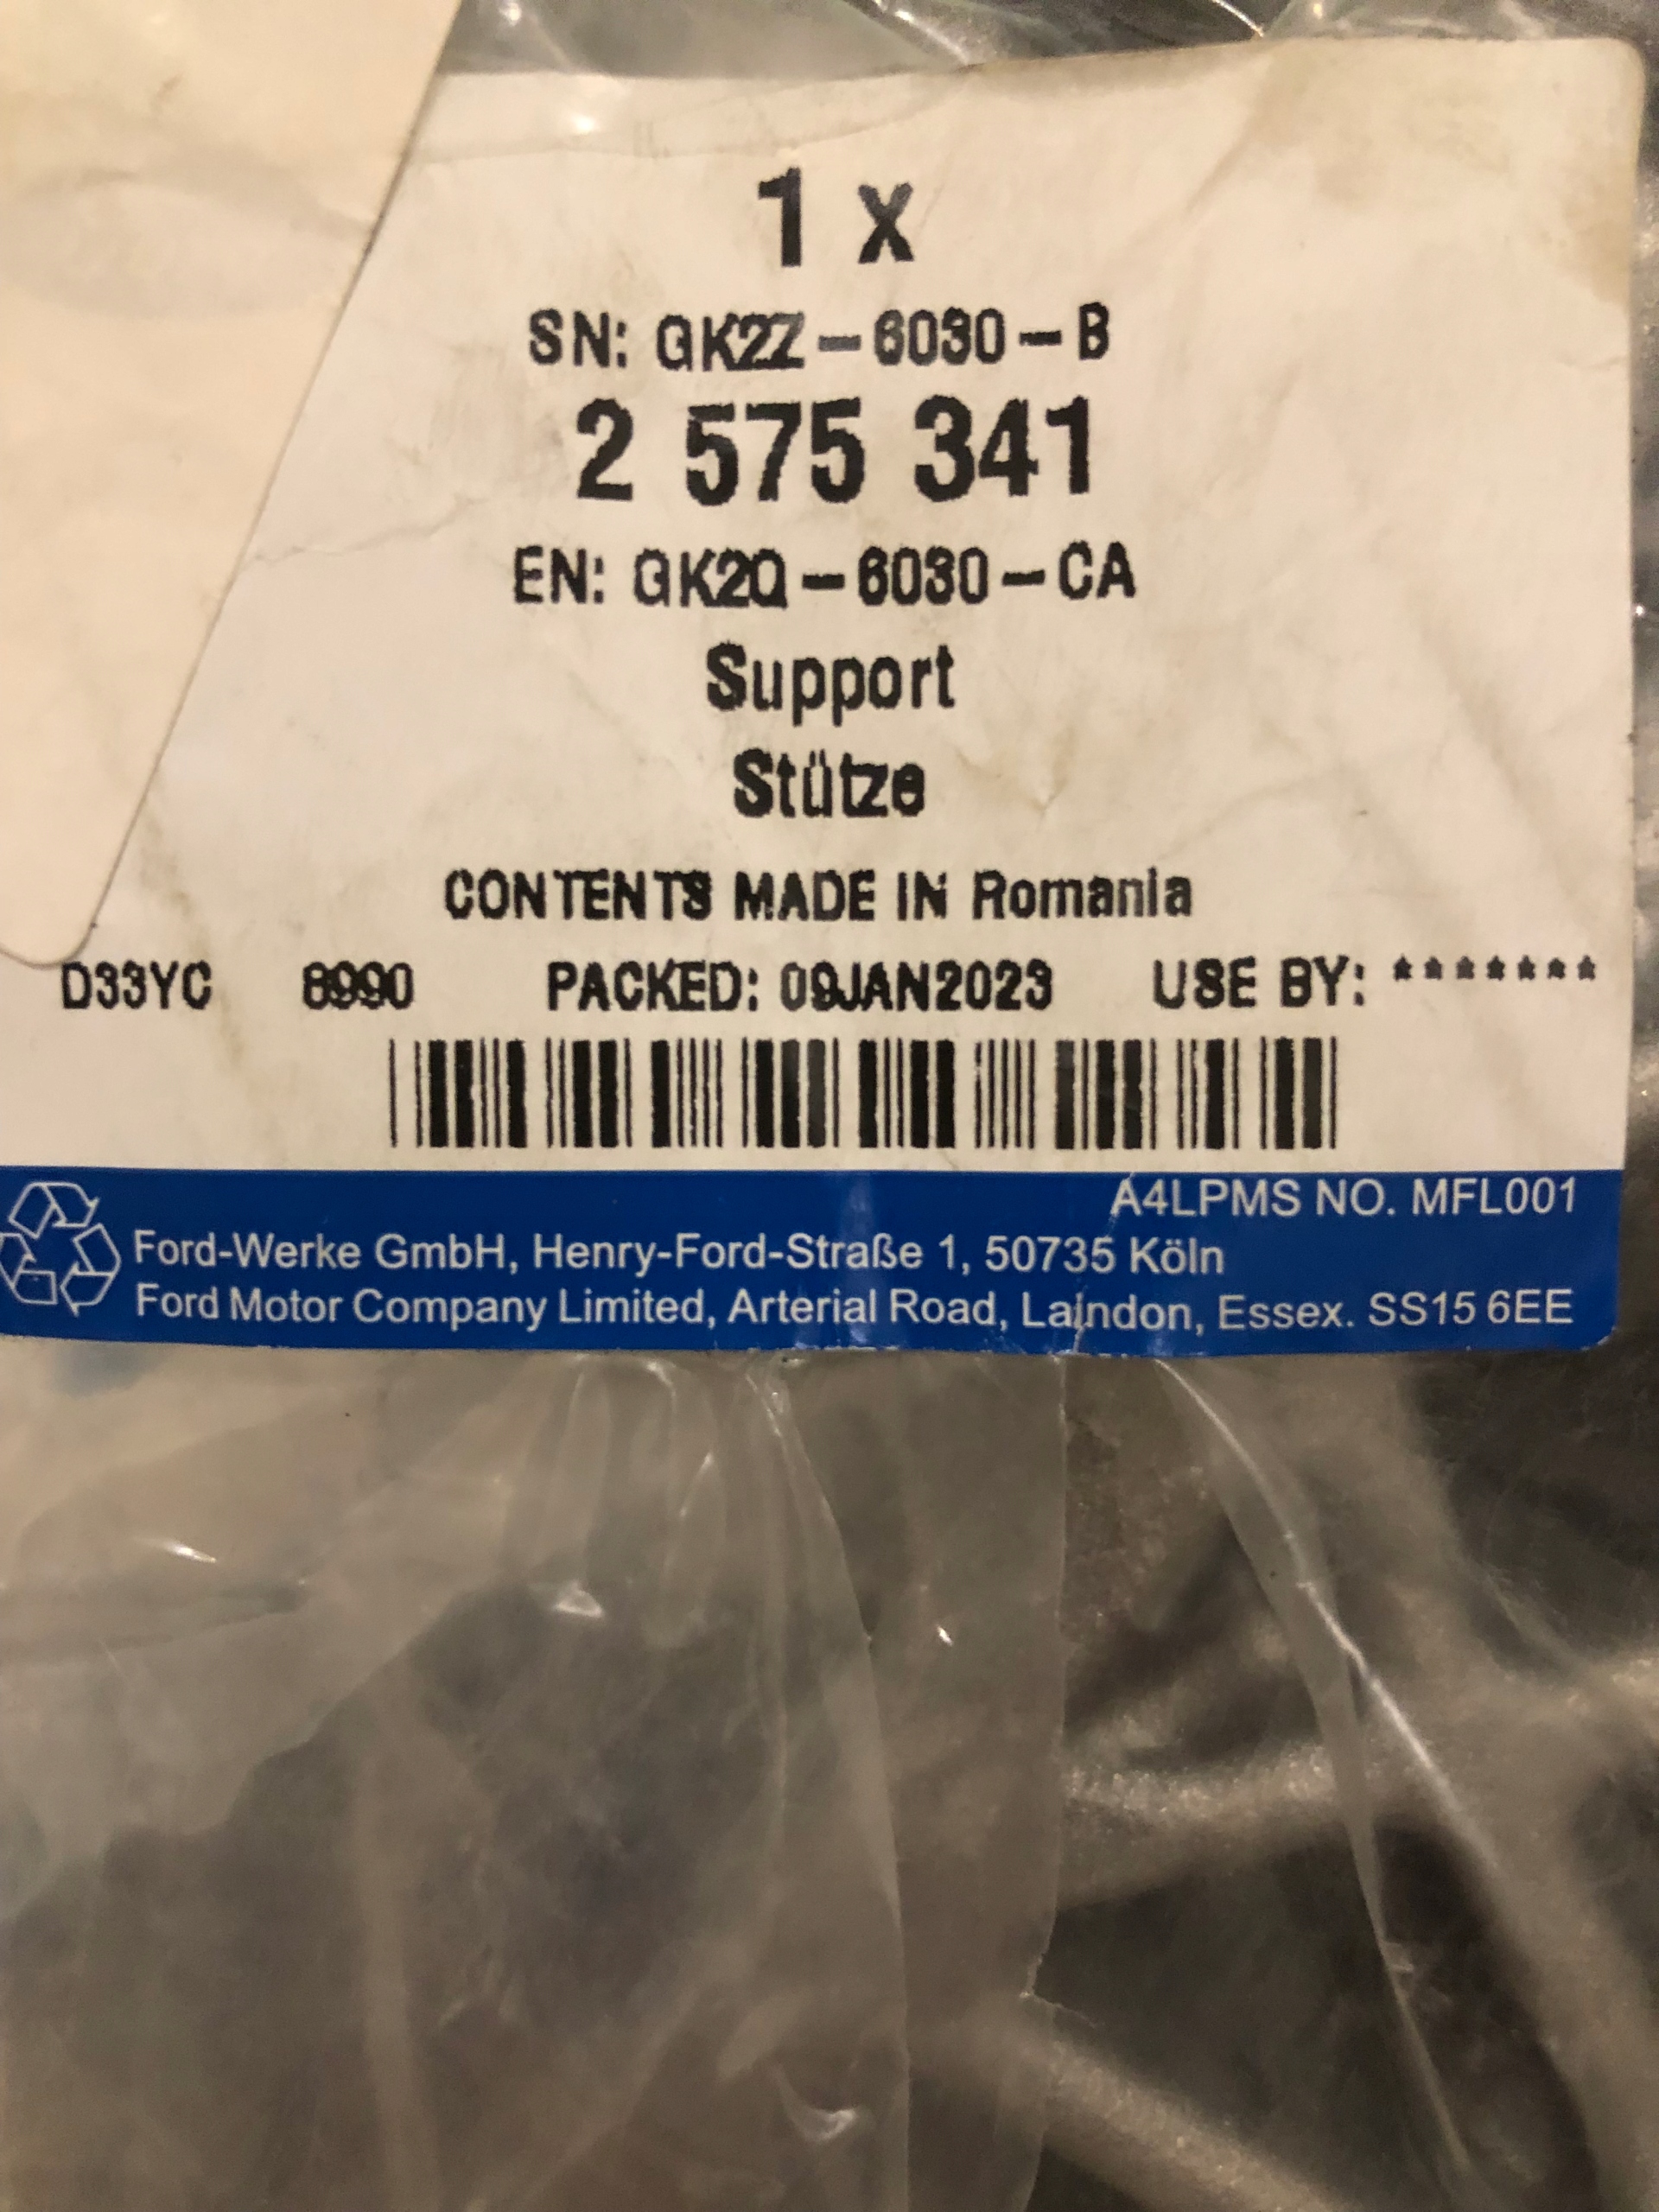 1 x
SN: GK2Z-6030-B
2 575 341
EN: GK2Q-6030-CA
Support
Stütze
CONTENTS MADE IN Romania
D33YC 8990 PACKED: 09JAN2023 USE BY: *******
A4LPMS NO. MFL001
Ford-Werke GmbH, Henry-Ford-Straße 1, 50735 Köln
Ford Motor Company Limited, Arterial Road, Laindon, Essex. SS15 6EE